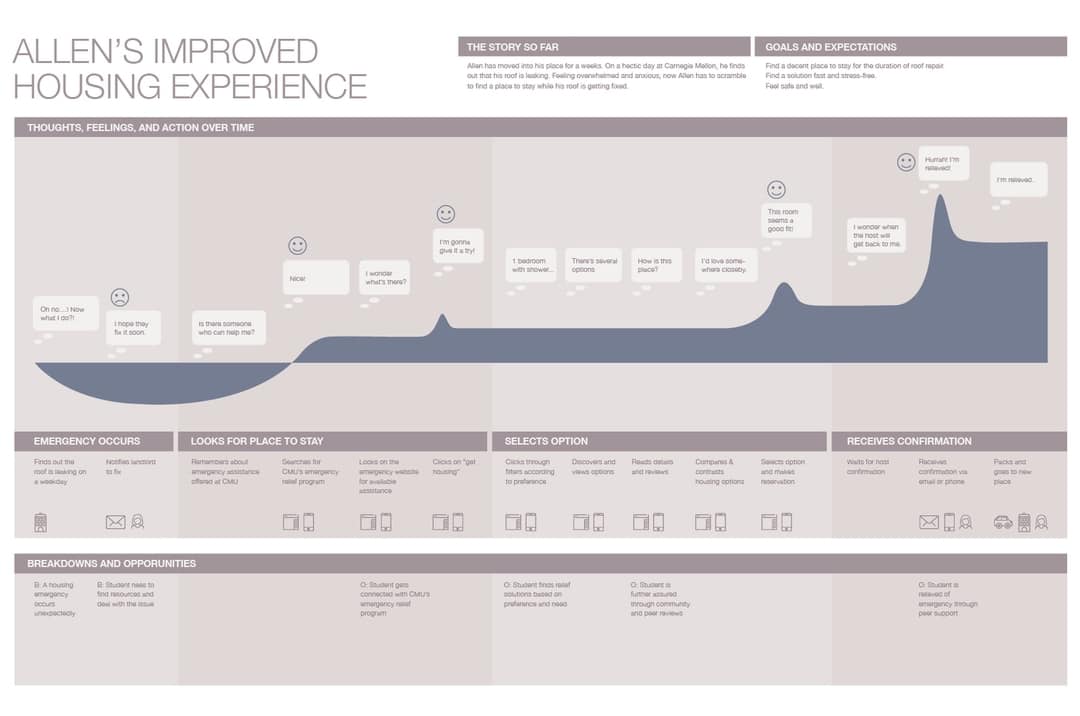 ALLEN'S IMPROVED
HOUSING EXPERIENCE
THE STORY SO FAR
Allen has moved into his place for a weeks. On a hectic day at Carnegie Mellon, he finds
out that his roof is leaking. Feeling overwhelmed and anxious, now Allen has to scramble
to find a place to stay while his roof is getting fixed.
GOALS AND EXPECTATIONS
Find a decent place to stay for the duration of roof repair
Find a solution fast and stress-free.
Feel safe and well.
THOUGHTS, FEELINGS, AND ACTION OVER TIME
Oh no...! Now
what I do?!
I hope they
fix it soon.
Is there someone
who can help me?
Nice!
I wonder
what's there?
I'm gonna
give it a try!
1 bedroom
with shower...
There's several
options
How is this
place?
I'd love some-
where closeby.
This room
seems a
good fit!
I wonder when
the host will
get back to me.
Hurrah! I'm
relieved!
I'm relieved.
EMERGENCY OCCURS
Finds out the
roof is leaking on
a weekday
Notifies landlord
to fix
LOOKS FOR PLACE TO STAY
Remembers about
emergency assistance
offered at CMU
Searches for
CMU's emergency
relief program
Looks on the
emergency website
for available
assistance
Clicks on "get
housing"
SELECTS OPTION
Clicks through
filters according
to preference
Discovers and
views options
Reads details
and reviews
Compares &
contrasts
housing options
Selects option
and makes
reservation
RECEIVES CONFIRMATION
Waits for host
confirmation
Receives
confirmation via
email or phone
Packs and
goes to new
place
BREAKDOWNS AND OPPORUNITIES
B: A housing
emergency
occurs
unexpectedly
B: Student needs to
find resources and
deal with the issue
O: Student gets
connected with CMU's
emergency relief
program
O: Student finds relief
solutions based on
preference and need
O: Student is
further assured
through community
and peer reviews
O: Student is
relieved of
emergency through
peer support